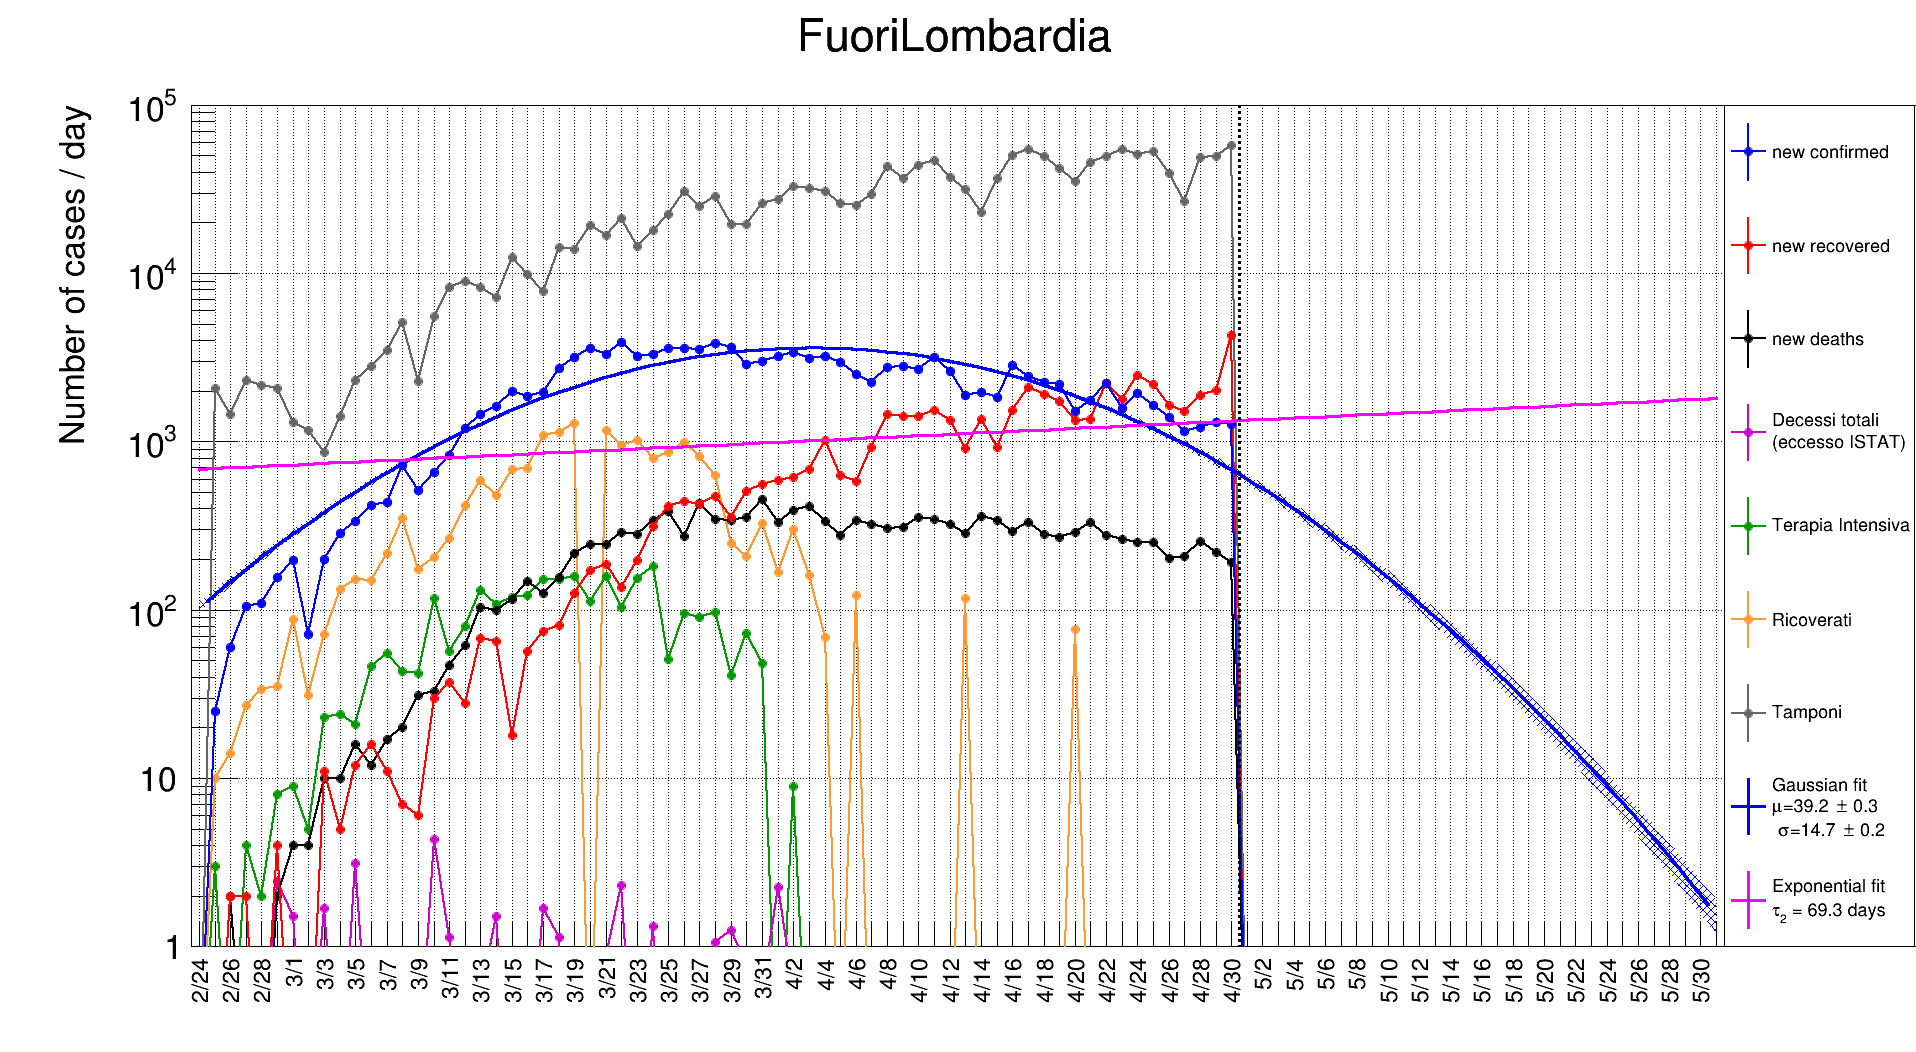 FuoriLombardia
Number of cases / day
10^5
10^4
10^3
10^2
10
1
2/24 2/26 2/28 3/1 3/3 3/5 3/7 3/9 3/11 3/13 3/15 3/17 3/19 3/21 3/23 3/25 3/27 3/29 3/31 4/2 4/4 4/6 4/8 4/10 4/12 4/14 4/16 4/18 4/20 4/22 4/24 4/26 4/28 4/30 5/2 5/4 5/6 5/8 5/10 5/12 5/14 5/16 5/18 5/20 5/22 5/24 5/26 5/28 5/30
new confirmed
new recovered
new deaths
Decessi totali
(eccesso ISTAT)
Terapia Intensiva
Ricoverati
Tamponi
Gaussian fit
μ=39.2 ± 0.3
σ=14.7 ± 0.2
Exponential fit
τ₂ = 69.3 days